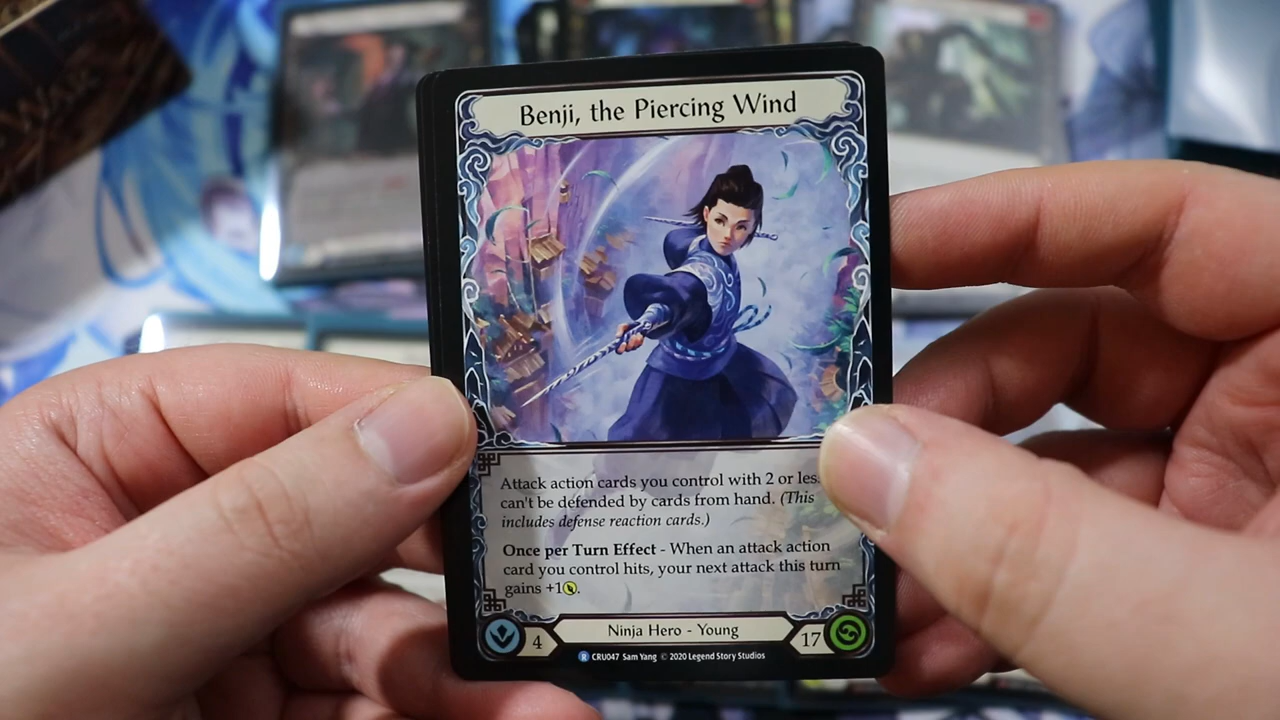 Benji, the Piercing Wind
Attack action cards you control with 2 or
can't be defended by cards from hand. (This
includes defense reaction cards.)
Once per Turn Effect - When an attack action
card you control hits, your next attack this turn
gains +1
4
Ninja Hero - Young
17
R CRU047 Sam Yang © 2020 Legend Story Studios